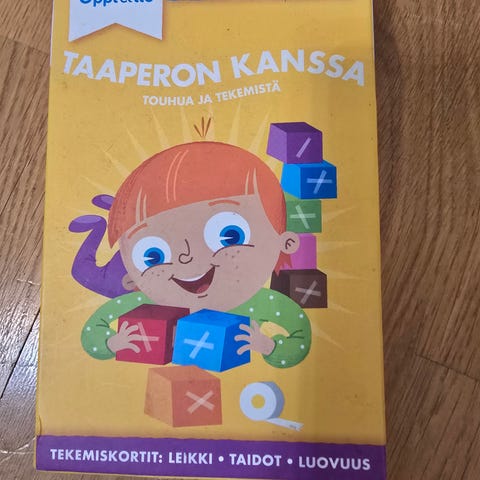 TAAPERON KANSSA
TOUHUA JA TEKEMISTÄ
TEKEMISKORTIT: LEIKKI • TAIDOT • LUOVUUS